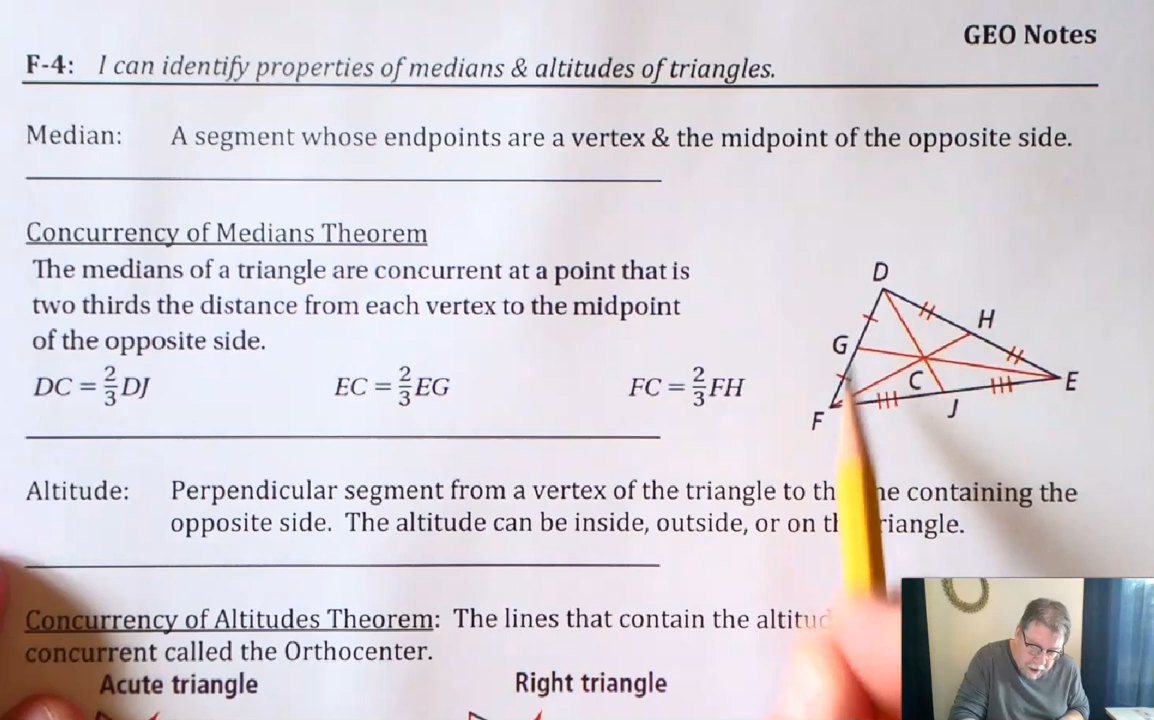 GEO Notes
F-4: I can identify properties of medians & altitudes of triangles.
Median: A segment whose endpoints are a vertex & the midpoint of the opposite side.
Concurrency of Medians Theorem
The medians of a triangle are concurrent at a point that is
two thirds the distance from each vertex to the midpoint
of the opposite side.
DC = 2/3 DJ EC = 2/3 EG FC = 2/3 FH
D
H
G
C
E
J
F
Altitude: Perpendicular segment from a vertex of the triangle to containing the
opposite side. The altitude can be inside, outside, or on
Concurrency of Altitudes Theorem: The lines that contain the
concurrent called the Orthocenter.
Acute triangle Right triangle